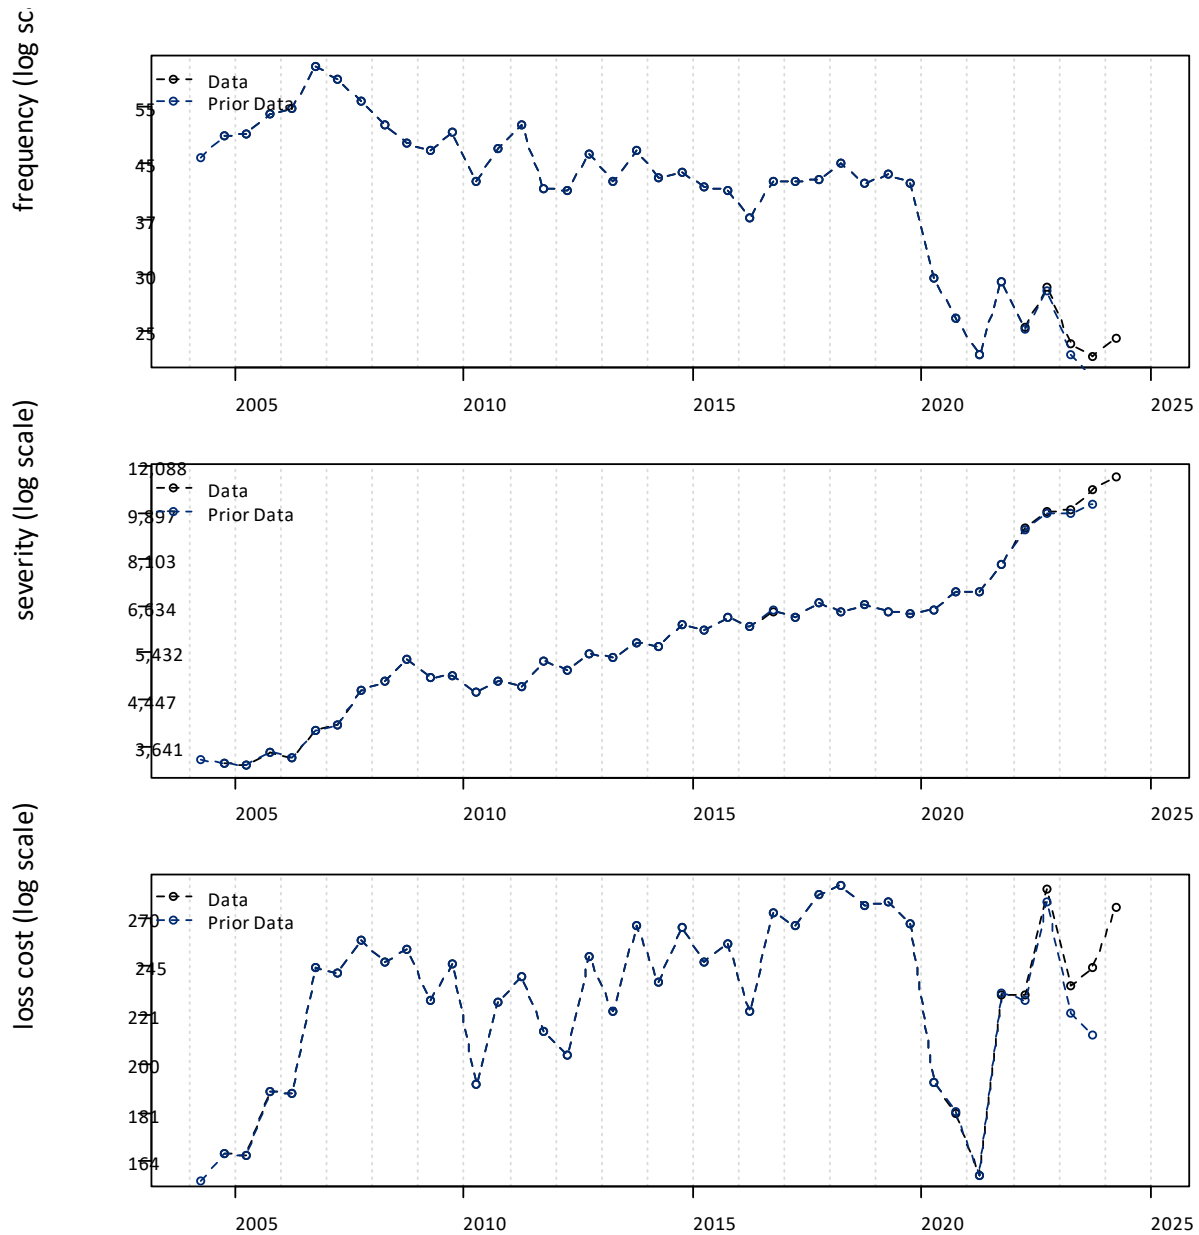 frequency (log sc
Data
Prior Data
55
45
37
30
25
2005 2010 2015 2020 2025
severity (log scale)
12,088
Data
9,897
Prior Data
8,103
6,634
5,432
4,447
3,641
2005 2010 2015 2020 2025
loss cost (log scale)
Data
270
Prior Data
245
221
200
181
164
2005 2010 2015 2020 2025